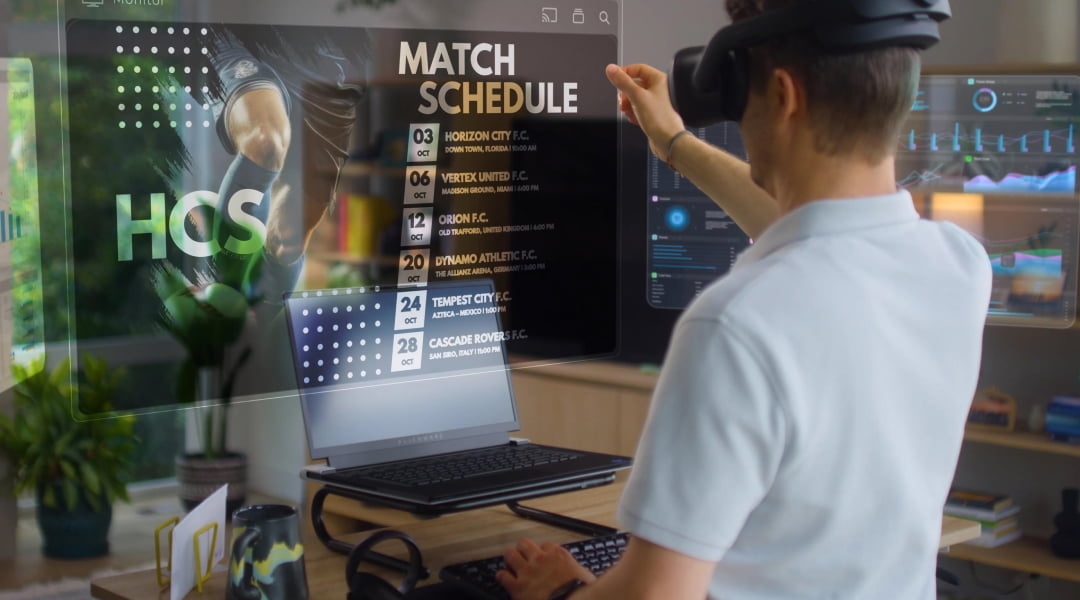 Monitor
MATCH
SCHEDULE
03
OCT
HORIZON CITY F.C.
DOWN TOWN, FLORIDA | 10:00 AM
06
OCT
VERTEX UNITED F.C.
MADISON GROUND, MIAMI | 6:00 PM
12
OCT
ORION F.C.
OLD TRAFFORD, UNITED KINGDOM | 6:00 PM
20
OCT
DYNAMO ATHLETIC F.C.
THE ALLIANZ ARENA, GERMANY | 3:00 PM
24
OCT
TEMPEST CITY F.C.
AZTECA – MEXICO | 1:00 PM
28
OCT
CASCADE ROVERS F.C.
SAN SIRO, ITALY | 11:00 PM
HCS
ALIENWARE